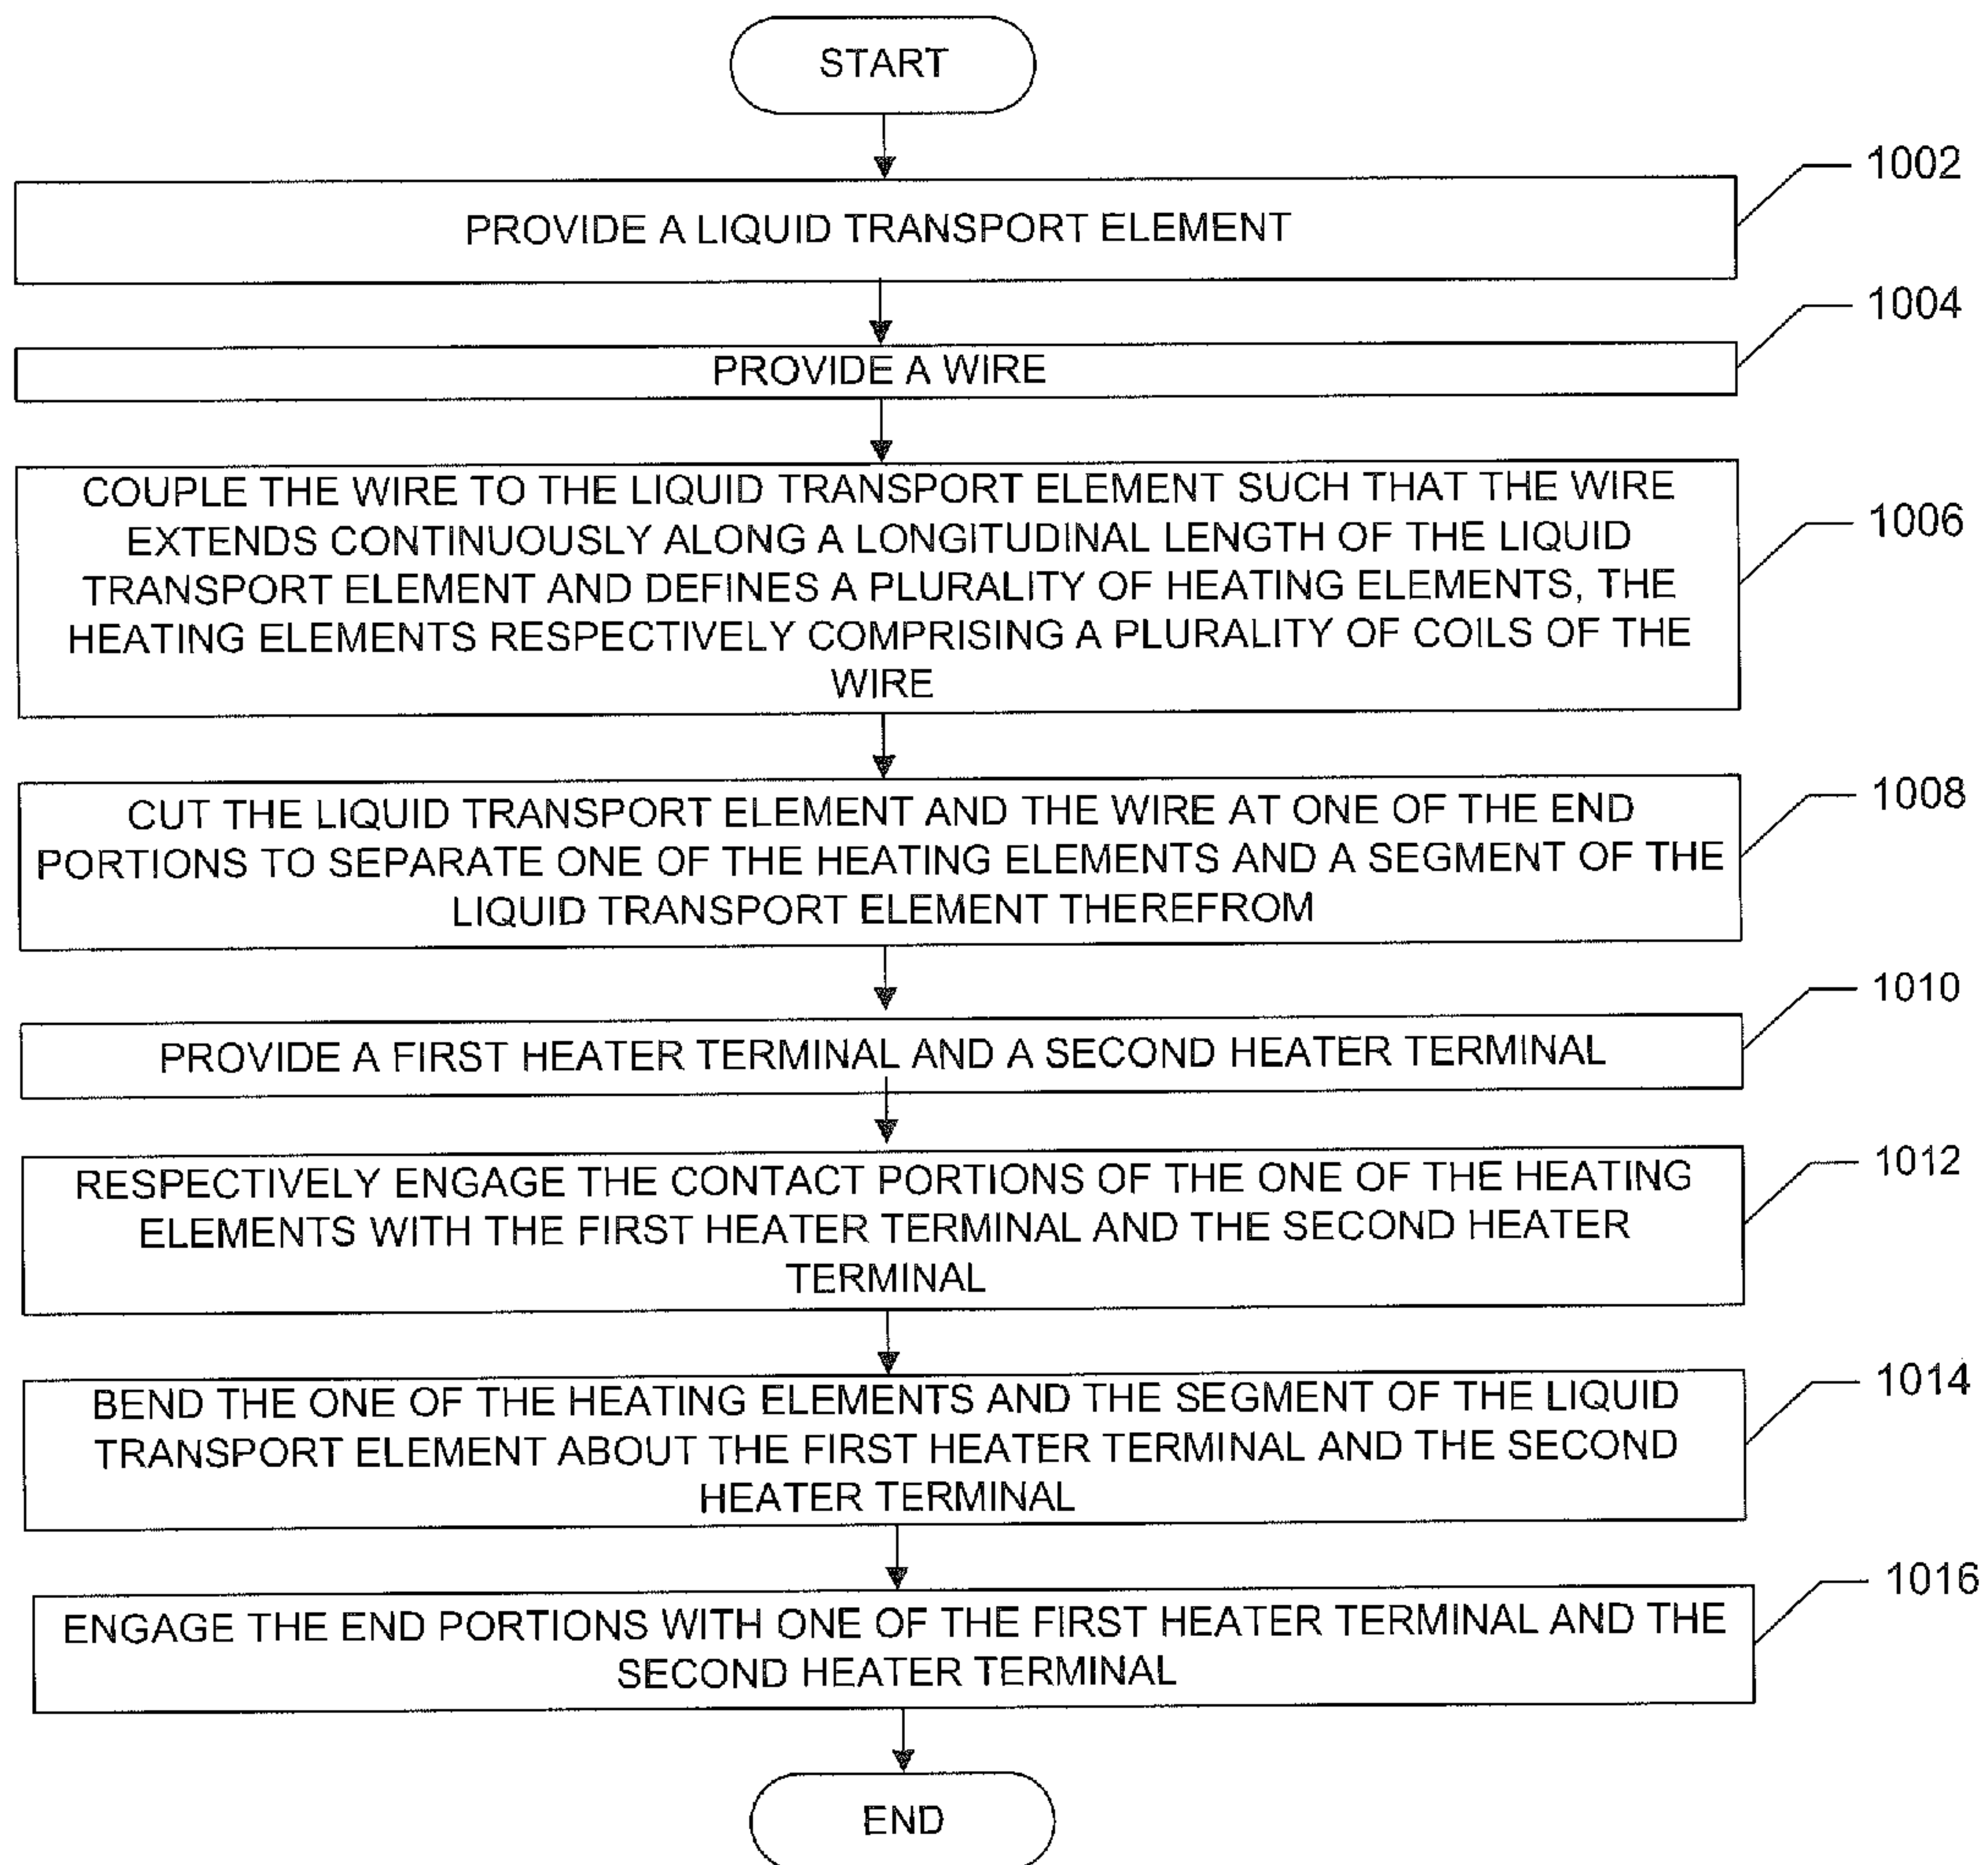 START
1002
PROVIDE A LIQUID TRANSPORT ELEMENT
1004
PROVIDE A WIRE
COUPLE THE WIRE TO THE LIQUID TRANSPORT ELEMENT SUCH THAT THE WIRE
EXTENDS CONTINUOUSLY ALONG A LONGITUDINAL LENGTH OF THE LIQUID
TRANSPORT ELEMENT AND DEFINES A PLURALITY OF HEATING ELEMENTS, THE
HEATING ELEMENTS RESPECTIVELY COMPRISING A PLURALITY OF COILS OF THE
WIRE
1006
CUT THE LIQUID TRANSPORT ELEMENT AND THE WIRE AT ONE OF THE END
PORTIONS TO SEPARATE ONE OF THE HEATING ELEMENTS AND A SEGMENT OF THE
LIQUID TRANSPORT ELEMENT THEREFROM
1008
1010
PROVIDE A FIRST HEATER TERMINAL AND A SECOND HEATER TERMINAL
RESPECTIVELY ENGAGE THE CONTACT PORTIONS OF THE ONE OF THE HEATING
ELEMENTS WITH THE FIRST HEATER TERMINAL AND THE SECOND HEATER
TERMINAL
1012
BEND THE ONE OF THE HEATING ELEMENTS AND THE SEGMENT OF THE LIQUID
TRANSPORT ELEMENT ABOUT THE FIRST HEATER TERMINAL AND THE SECOND
HEATER TERMINAL
1014
1016
ENGAGE THE END PORTIONS WITH ONE OF THE FIRST HEATER TERMINAL AND THE
SECOND HEATER TERMINAL
END